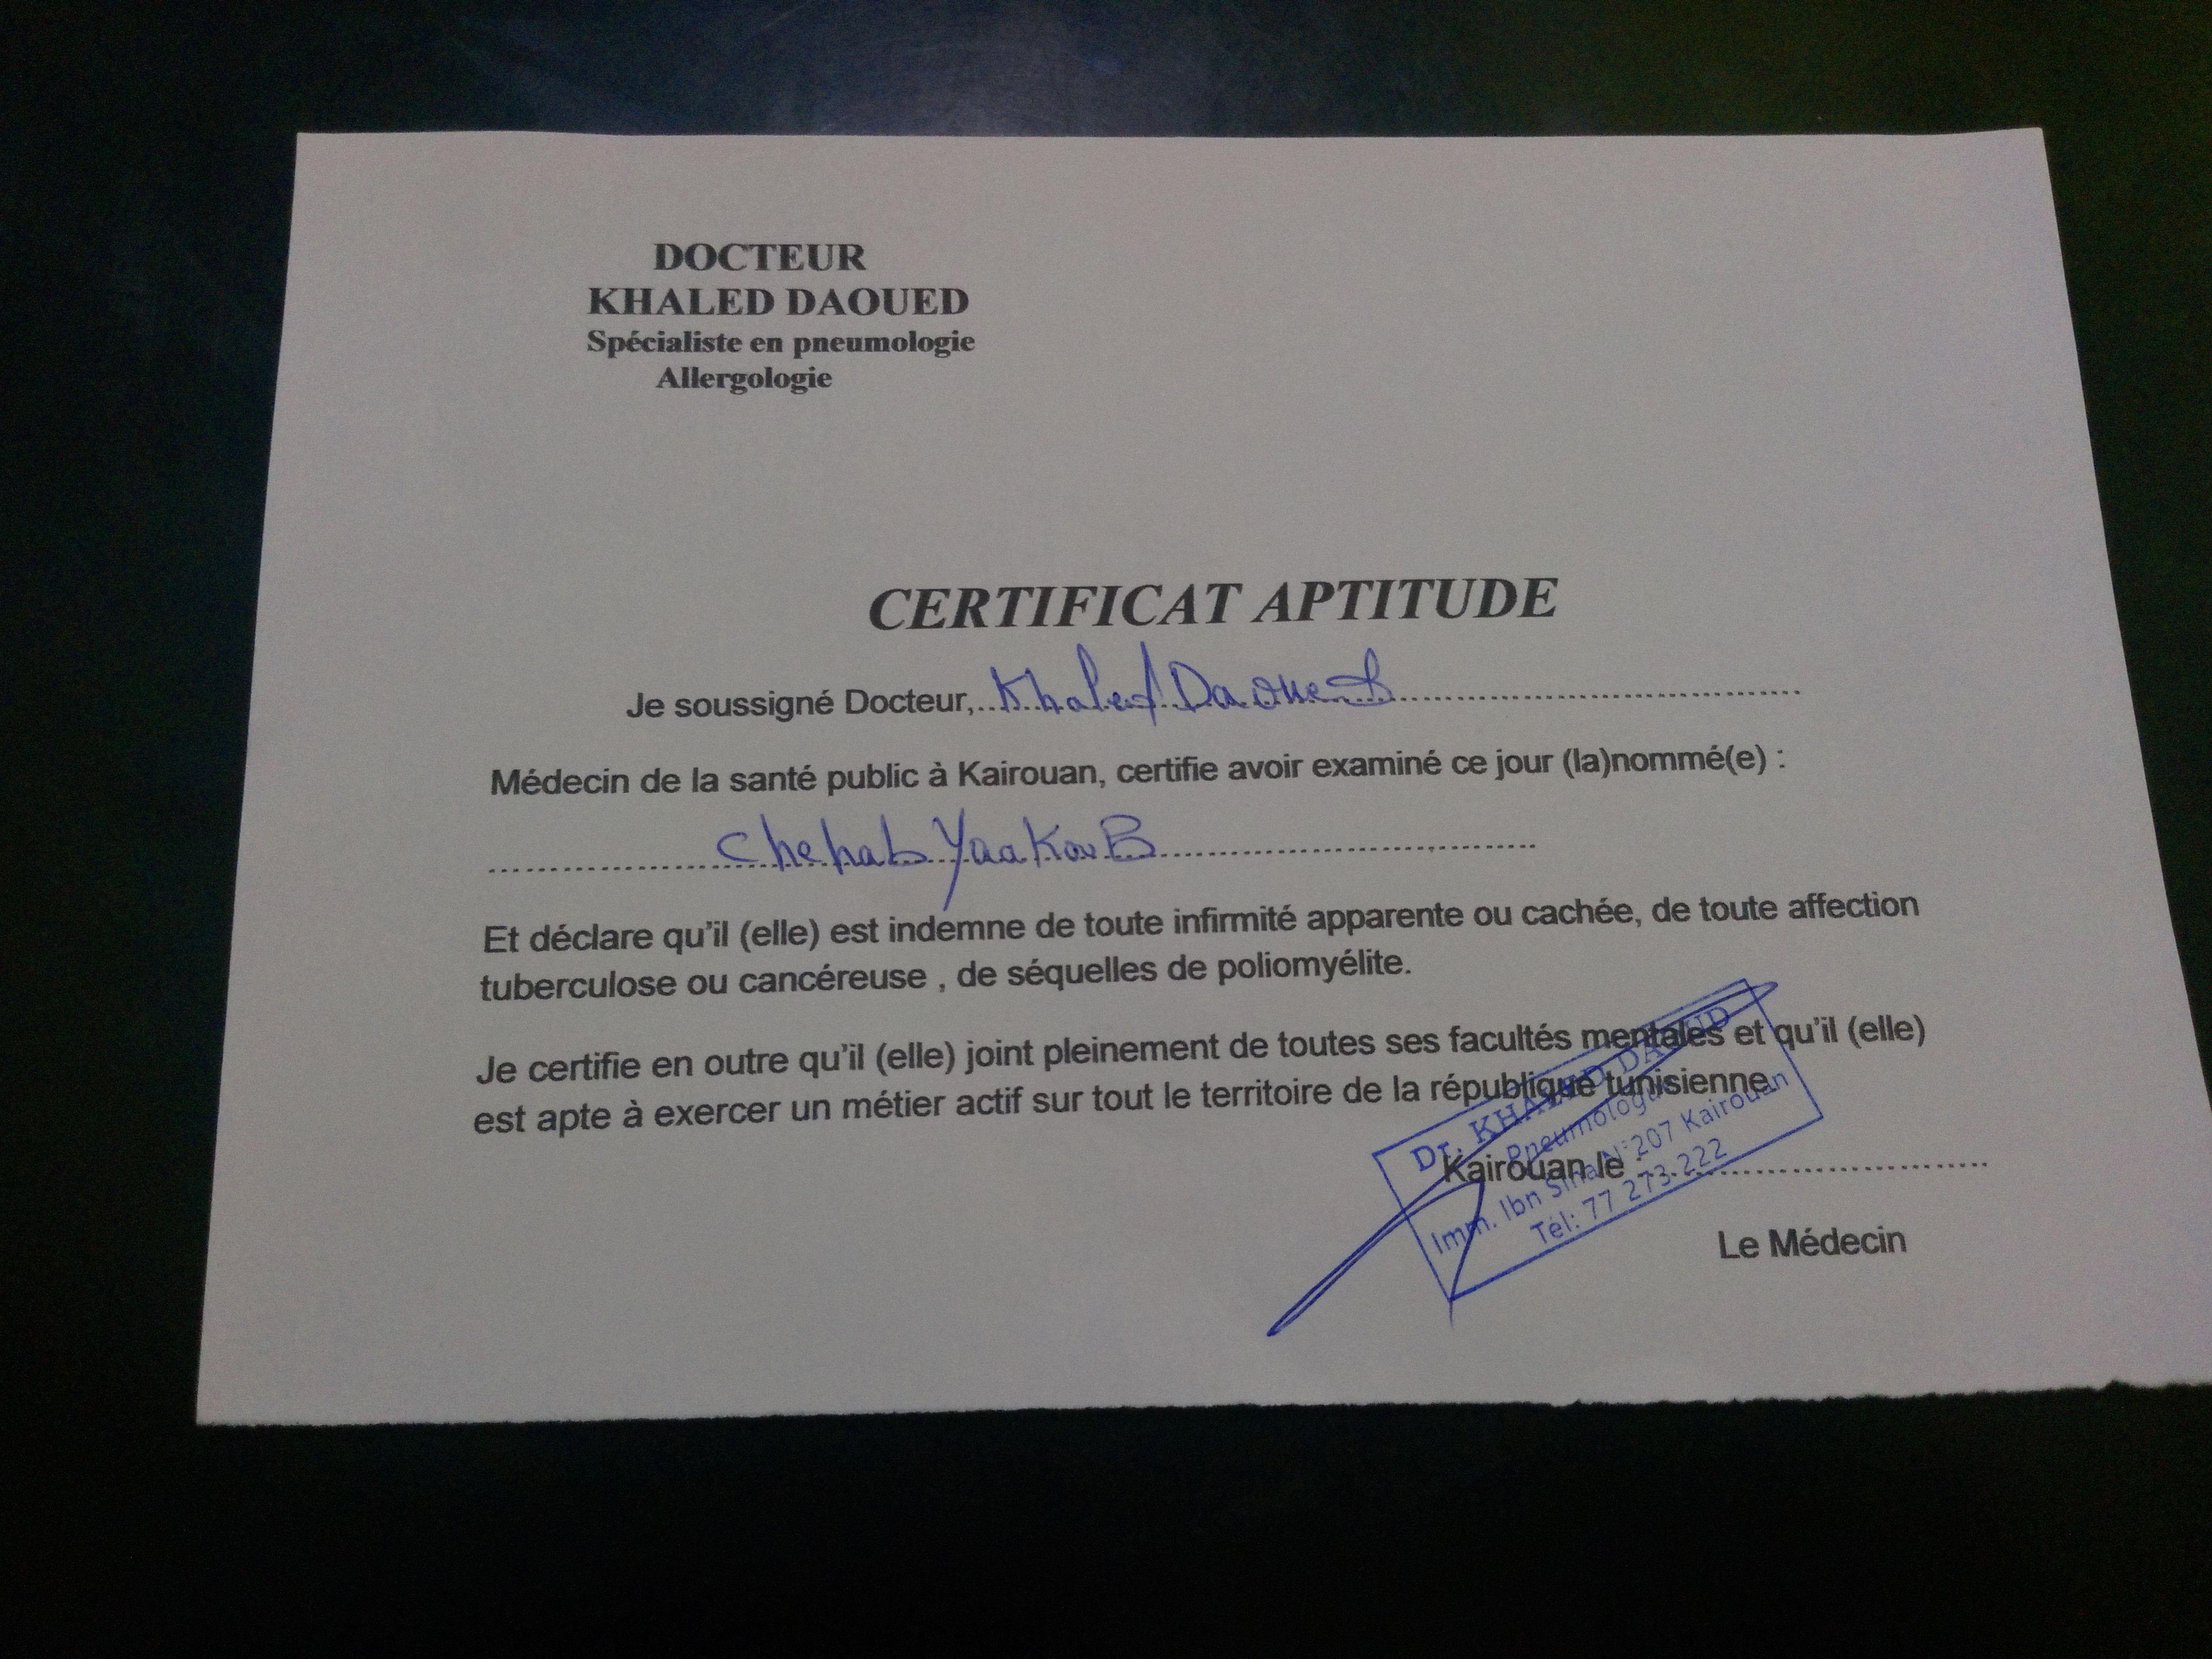 DOCTEUR
KHALED DAOUED
Spécialiste en pneumologie
Allergologie
CERTIFICAT APTITUDE
Je soussigné Docteur, Khaled Daoued
Médecin de la santé public à Kairouan, certifie avoir examiné ce jour (la)nommé(e) :
Chehab YaakouB
Et déclare qu'il (elle) est indemne de toute infirmité apparente ou cachée, de toute affection
tuberculose ou cancéreuse , de séquelles de poliomyélite.
Je certifie en outre qu'il (elle) joint pleinement de toutes ses facultés mentales et qu'il (elle)
est apte à exercer un métier actif sur tout le territoire de la république tunisienne
Kairouan le :
Le Médecin
Dr. KHALED DAOUD
Pneumologue
Imm. Ibn Sina N°207 Kairouan
Tél: 77 273 222